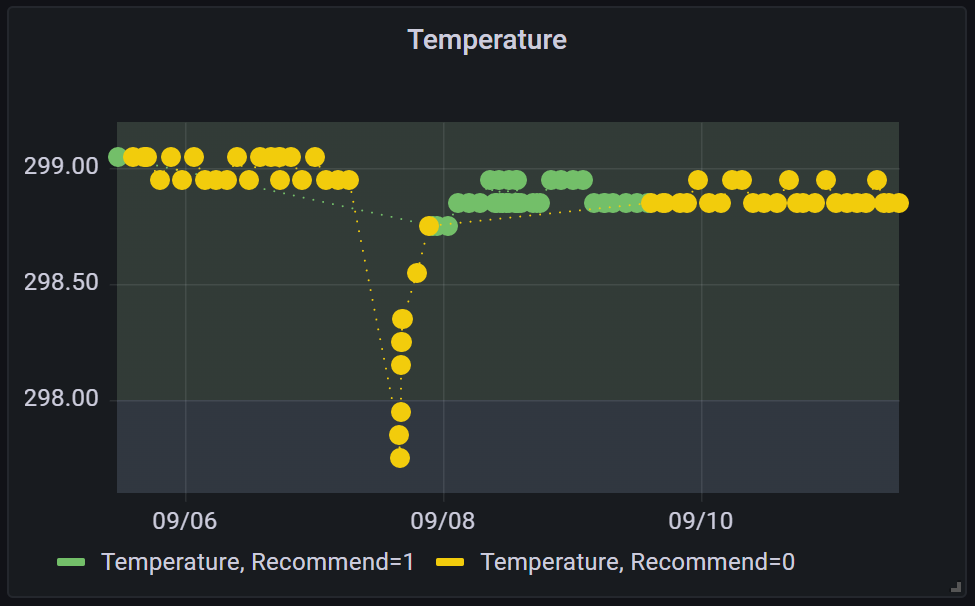 Temperature
299.00
298.50
298.00
09/06 09/08 09/10
Temperature, Recommend=1 Temperature, Recommend=0